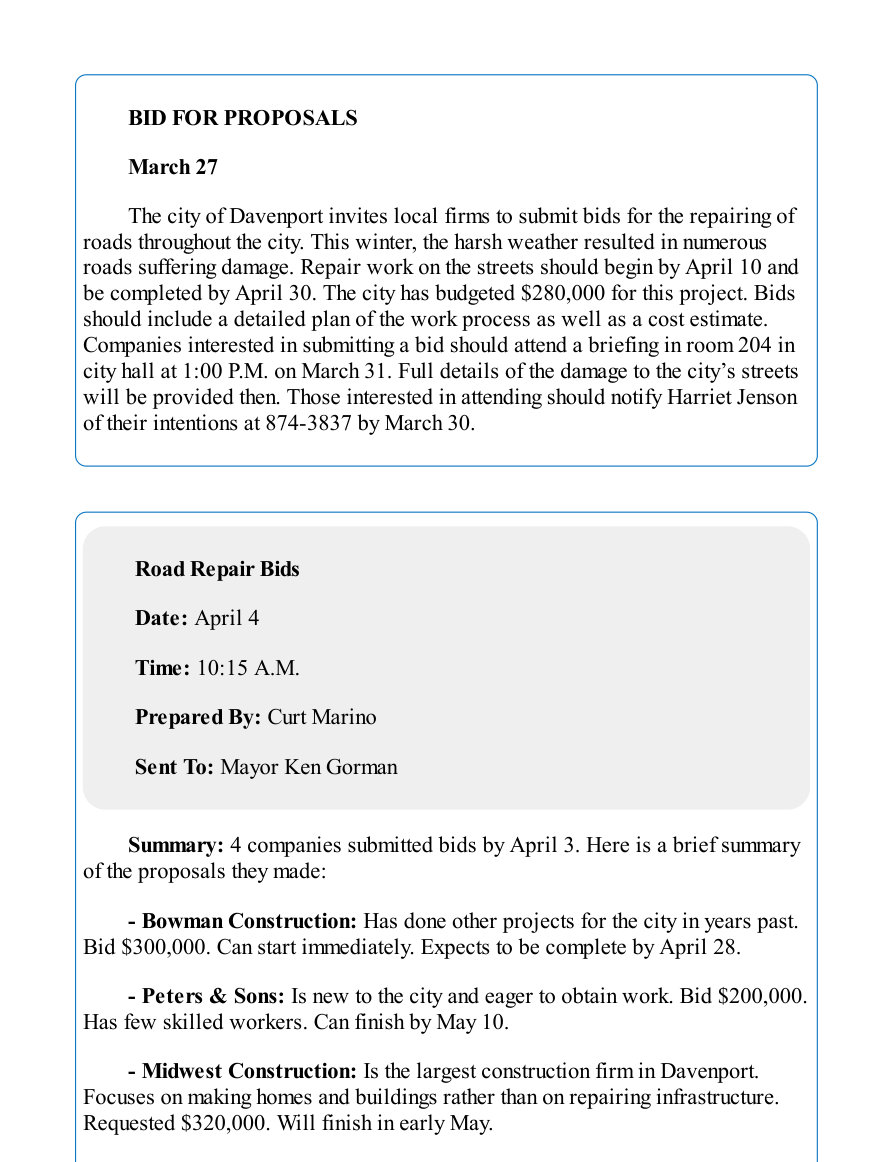 BID FOR PROPOSALS
March 27
The city of Davenport invites local firms to submit bids for the repairing of
roads throughout the city. This winter, the harsh weather resulted in numerous
roads suffering damage. Repair work on the streets should begin by April 10 and
be completed by April 30. The city has budgeted $280,000 for this project. Bids
should include a detailed plan of the work process as well as a cost estimate.
Companies interested in submitting a bid should attend a briefing in room 204 in
city hall at 1:00 P.M. on March 31. Full details of the damage to the city’s streets
will be provided then. Those interested in attending should notify Harriet Jenson
of their intentions at 874-3837 by March 30.
Road Repair Bids
Date: April 4
Time: 10:15 A.M.
Prepared By: Curt Marino
Sent To: Mayor Ken Gorman
Summary: 4 companies submitted bids by April 3. Here is a brief summary
of the proposals they made:
- Bowman Construction: Has done other projects for the city in years past.
Bid $300,000. Can start immediately. Expects to be complete by April 28.
- Peters & Sons: Is new to the city and eager to obtain work. Bid $200,000.
Has few skilled workers. Can finish by May 10.
- Midwest Construction: Is the largest construction firm in Davenport.
Focuses on making homes and buildings rather than on repairing infrastructure.
Requested $320,000. Will finish in early May.